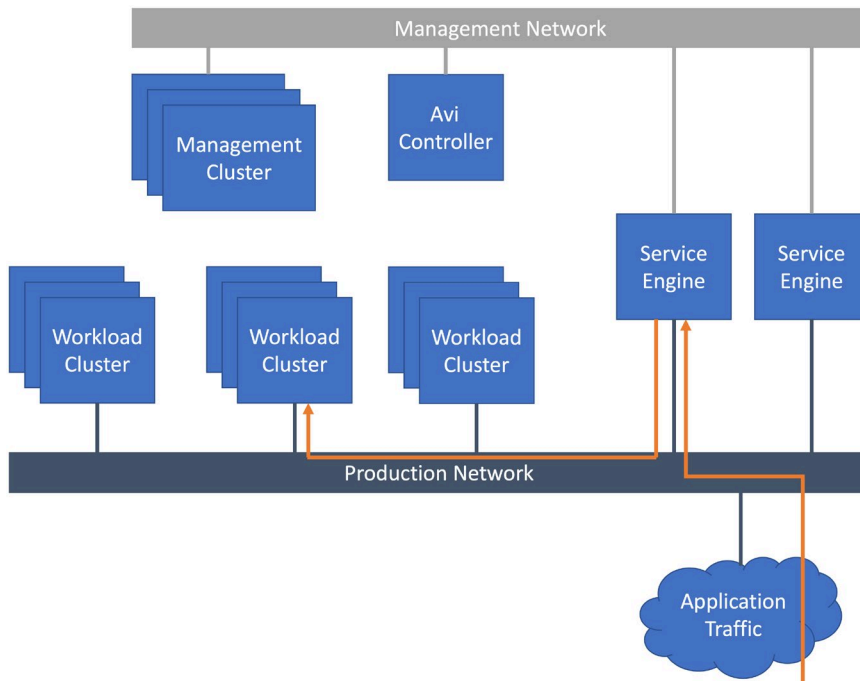 Management Network
Management
Cluster
Avi
Controller
Service
Engine
Service
Engine
Workload
Cluster
Workload
Cluster
Workload
Cluster
Production Network
Application
Traffic